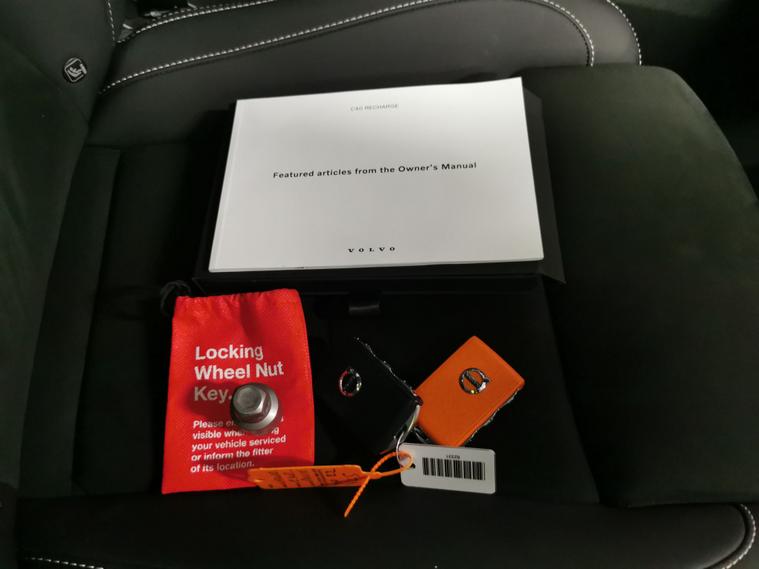 C40 RECHARGE
Featured articles from the Owner's Manual
VOLVO
Locking
Wheel Nut
Key.
Please
visible
your vehicle serviced
or inform the fitter
of its location.